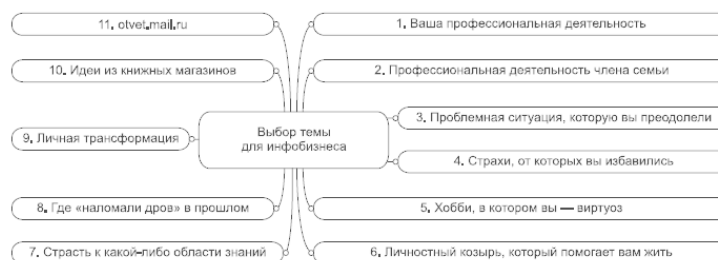 11. otvet.mail.ru
1. Ваша профессиональная деятельность
10. Идеи из книжных магазинов
2. Профессиональная деятельность члена семьи
Выбор темы
для инфобизнеса
3. Проблемная ситуация, которую вы преодолели
9. Личная трансформация
4. Страхи, от которых вы избавились
8. Где «наломали дров» в прошлом
5. Хобби, в котором вы — виртуоз
7. Страсть к какой-либо области знаний
6. Личностный козырь, который помогает вам жить